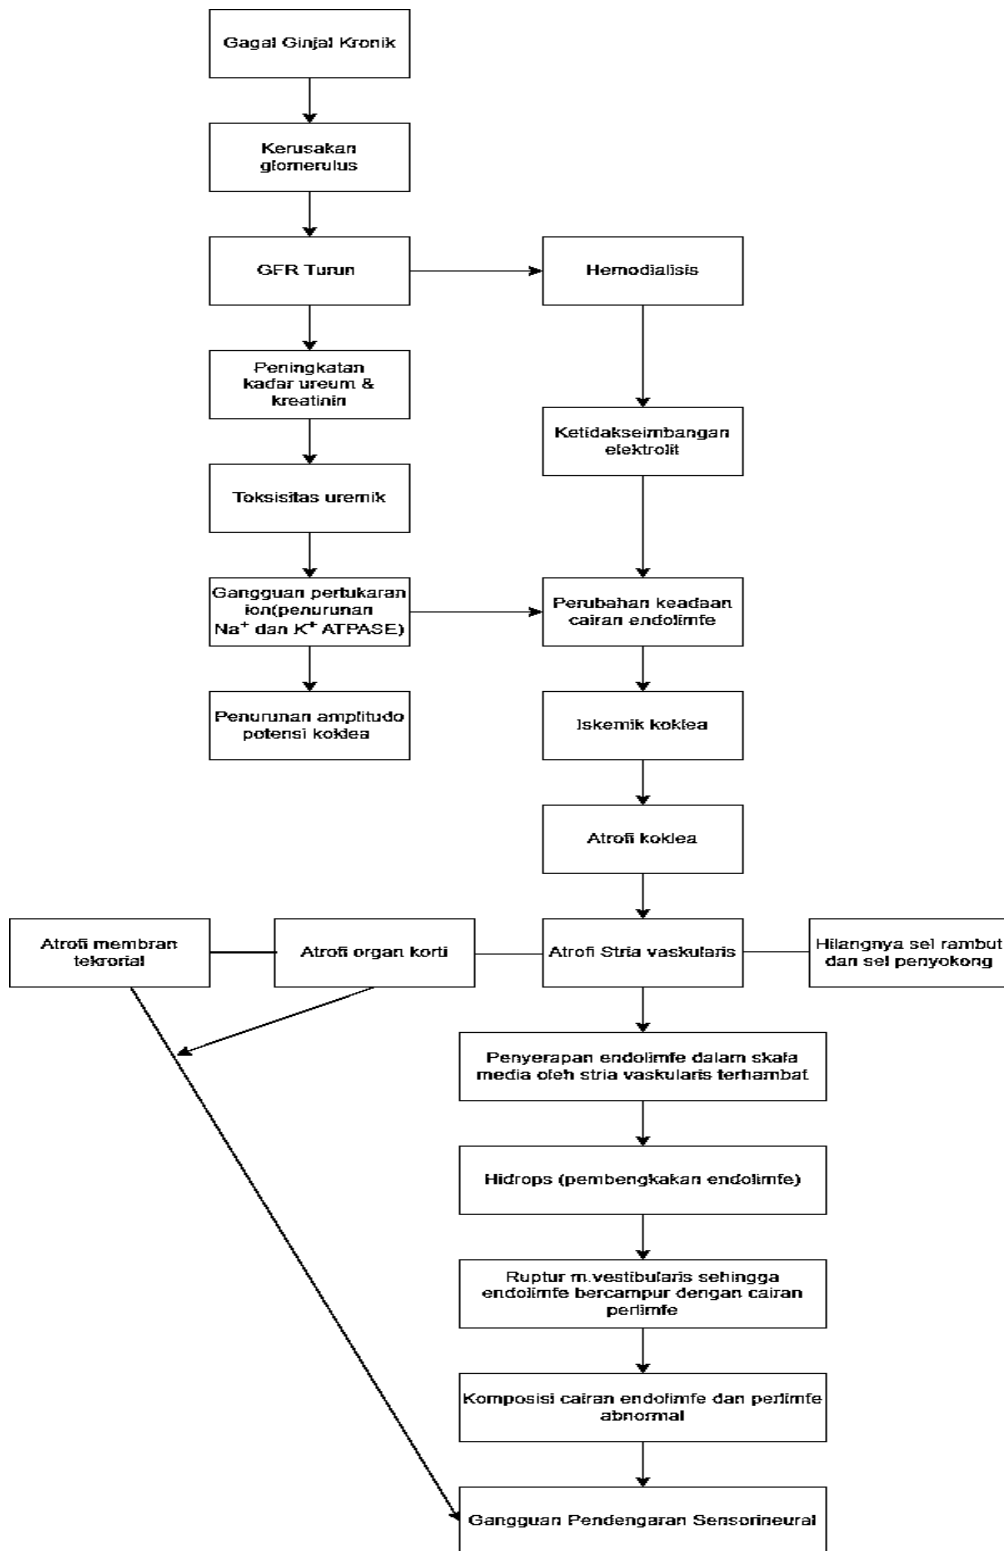 Gagal Ginjal Kronik
Kerusakan
glomerulus
GFR Turun
Hemodialisis
Peningkatan
kadar ureum &
kreatinin
Ketidakseimbangan
elektrolit
Toksisitas uremik
Gangguan pertukaran
ion(penurunan
Na⁺ dan K⁺ ATPASE)
Perubahan keadaan
cairan endolimfe
Penurunan amplitudo
potensi koklea
Iskemik koklea
Atrofi koklea
Atrofi membran
tekrorial
Atrofi organ korti
Atrofi Stria vaskularis
Hilangnya sel rambut
dan sel penyokong
Penyerapan endolimfe dalam skala
media oleh stria vaskularis terhambat
Hidrops (pembengkakan endolimfe)
Ruptur m.vestibularis sehingga
endolimfe bercampur dengan cairan
perlimfe
Komposisi cairan endolimfe dan perlimfe
abnormal
Gangguan Pendengaran Sensorineural